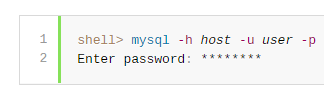 1 shell> mysql -h host -u user -p
2 Enter password: ********